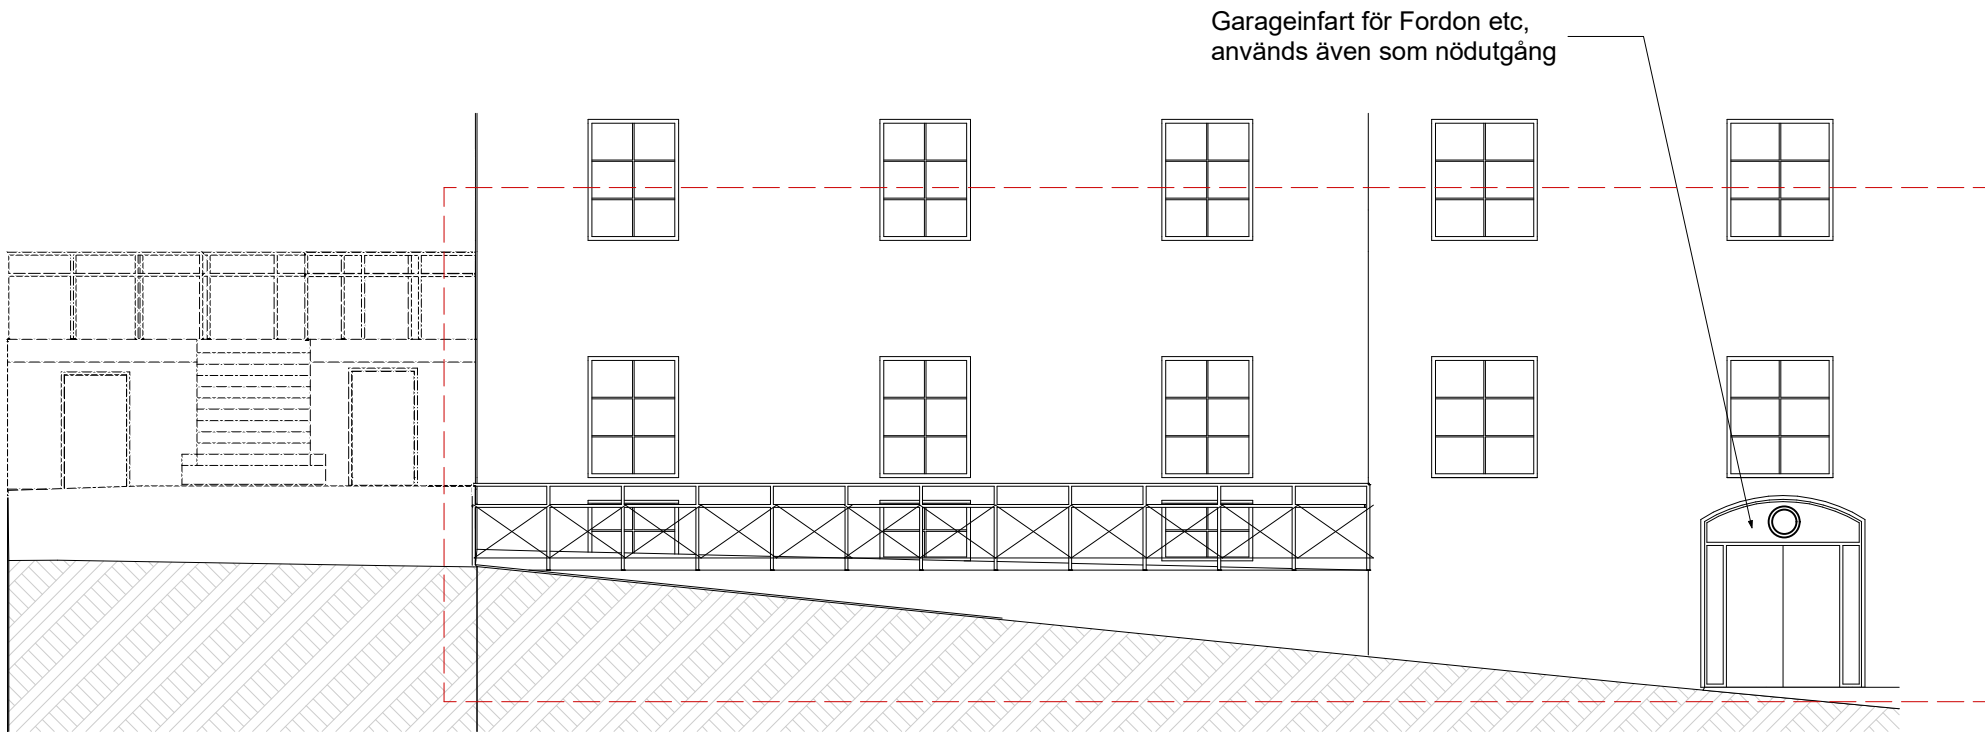 Garageinfart för Fordon etc,
används även som nödutgång